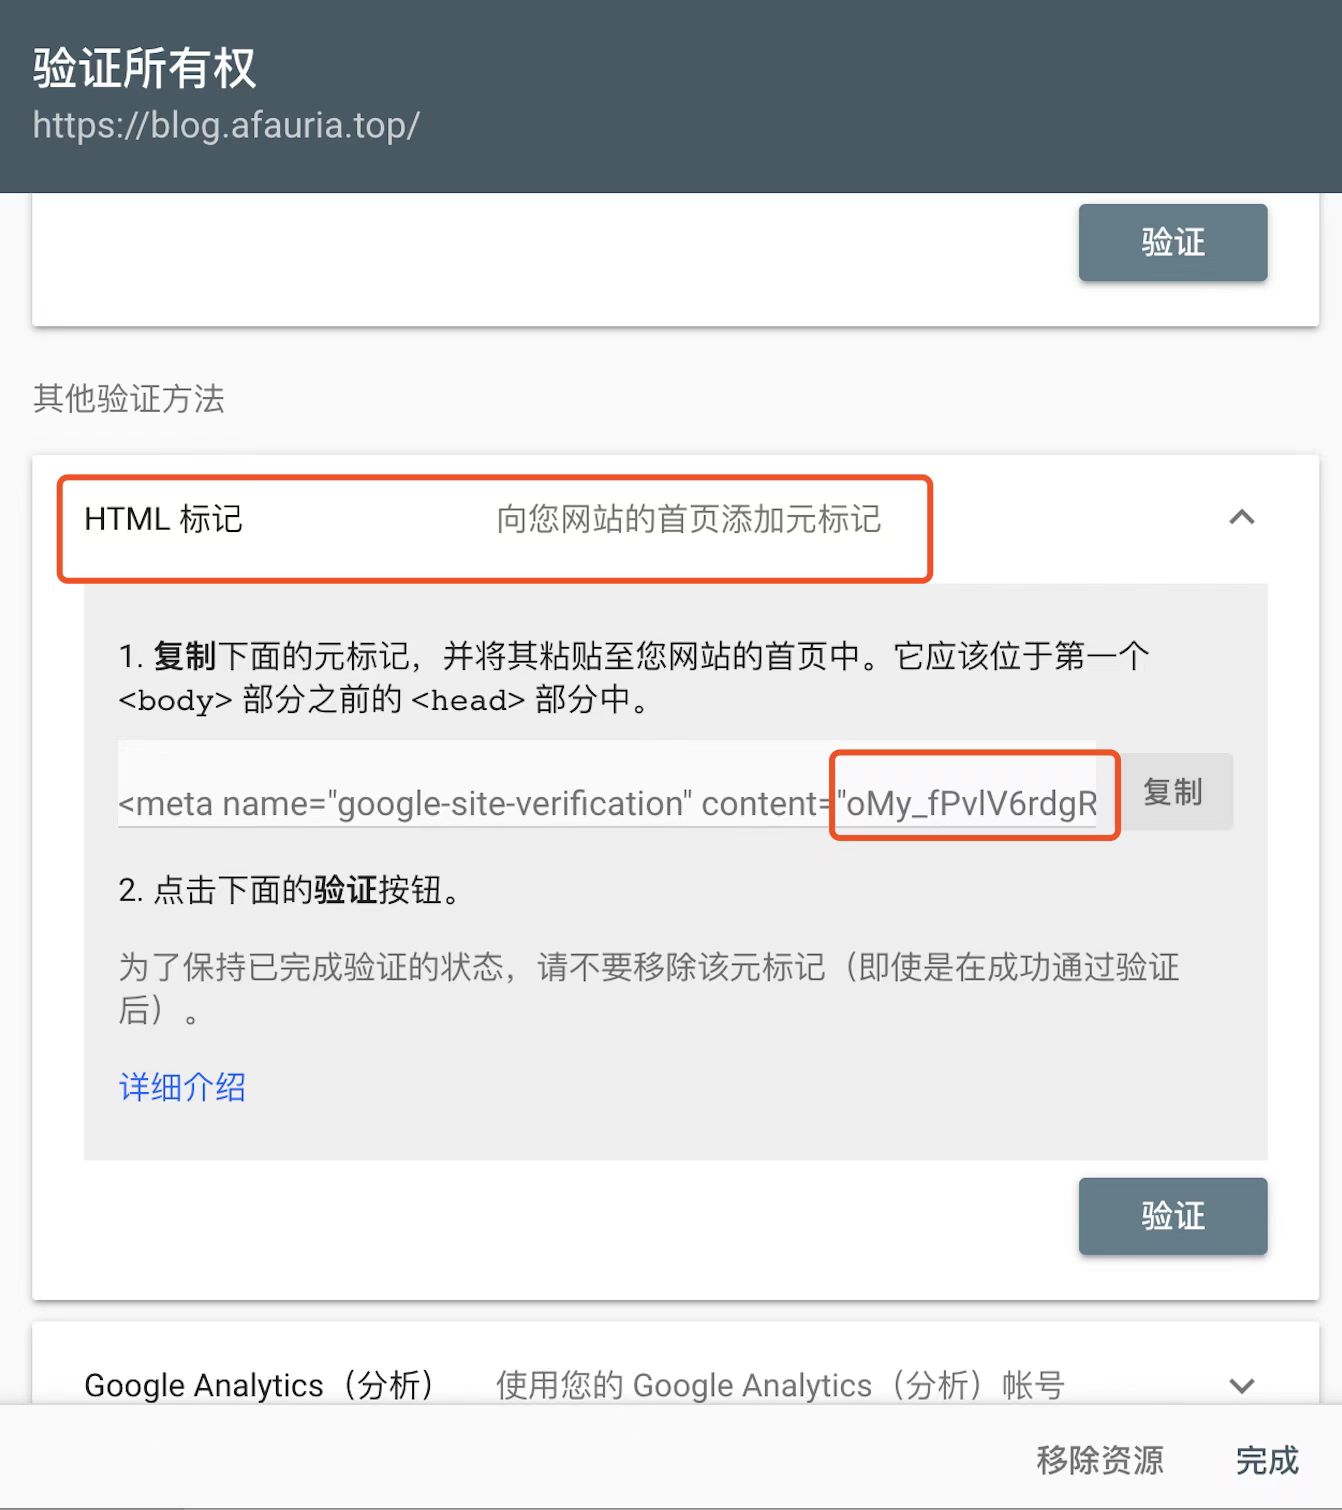 验证所有权
https://blog.afauria.top/
验证
其他验证方法
HTML 标记 向您网站的首页添加元标记
1. 复制下面的元标记，并将其粘贴至您网站的首页中。它应该位于第一个
<body> 部分之前的 <head> 部分中。
<meta name="google-site-verification" content="oMy_fPvlV6rdgR 复制
2. 点击下面的验证按钮。
为了保持已完成验证的状态，请不要移除该元标记（即使是在成功通过验证
后）。
详细介绍
验证
Google Analytics（分析） 使用您的 Google Analytics（分析）帐号
移除资源 完成